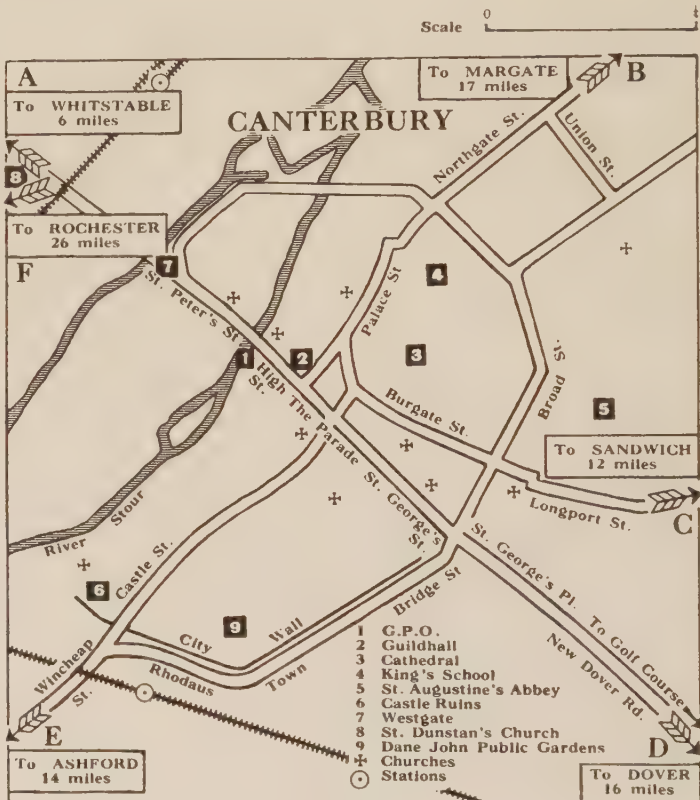 Scale
0
A
To MARGATE
17 miles
B
To WHITSTABLE
6 miles
CANTERBURY
Northgate St.
Union St.
8
To ROCHESTER
26 miles
F
7
St. Peter's St
Palace St
4
1
2
3
High St.
The Parade
Burgate St.
Broad St.
5
To SANDWICH
12 miles
St. George's St.
Longport St.
C
River Stour
Castle St.
6
St. George's Pl.
To Golf Course
9
City Wall
Bridge St
New Dover Rd.
Wincheap St.
Rhodaus Town
1 G.P.O.
2 Guildhall
3 Cathedral
4 King's School
5 St. Augustine's Abbey
6 Castle Ruins
7 Westgate
8 St. Dunstan's Church
9 Dane John Public Gardens
Churches
Stations
E
D
To ASHFORD
14 miles
To DOVER
16 miles